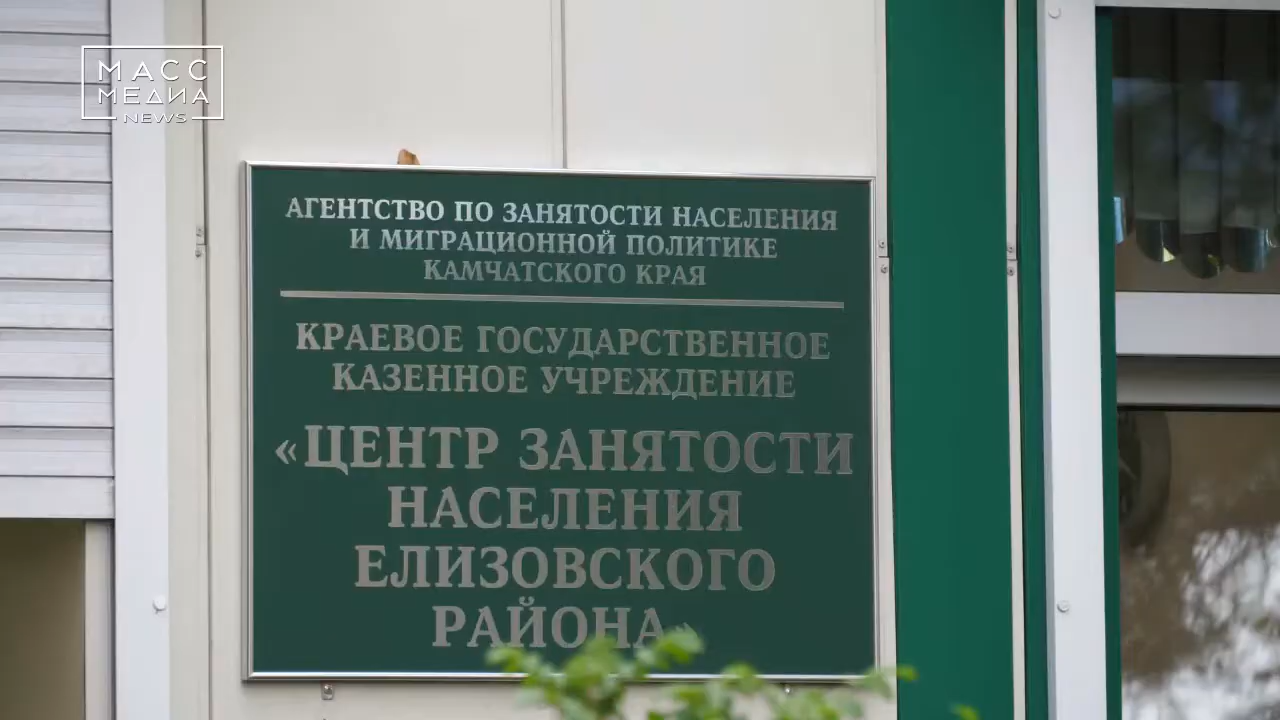 МАСС
МЕДИА
NEWS
АГЕНТСТВО ПО ЗАНЯТОСТИ НАСЕЛЕНИЯ
И МИГРАЦИОННОЙ ПОЛИТИКЕ
КАМЧАТСКОГО КРАЯ
КРАЕВОЕ ГОСУДАРСТВЕННОЕ
КАЗЕННОЕ УЧРЕЖДЕНИЕ
«ЦЕНТР ЗАНЯТОСТИ
НАСЕЛЕНИЯ
ЕЛИЗОВСКОГО
РАЙОНА»